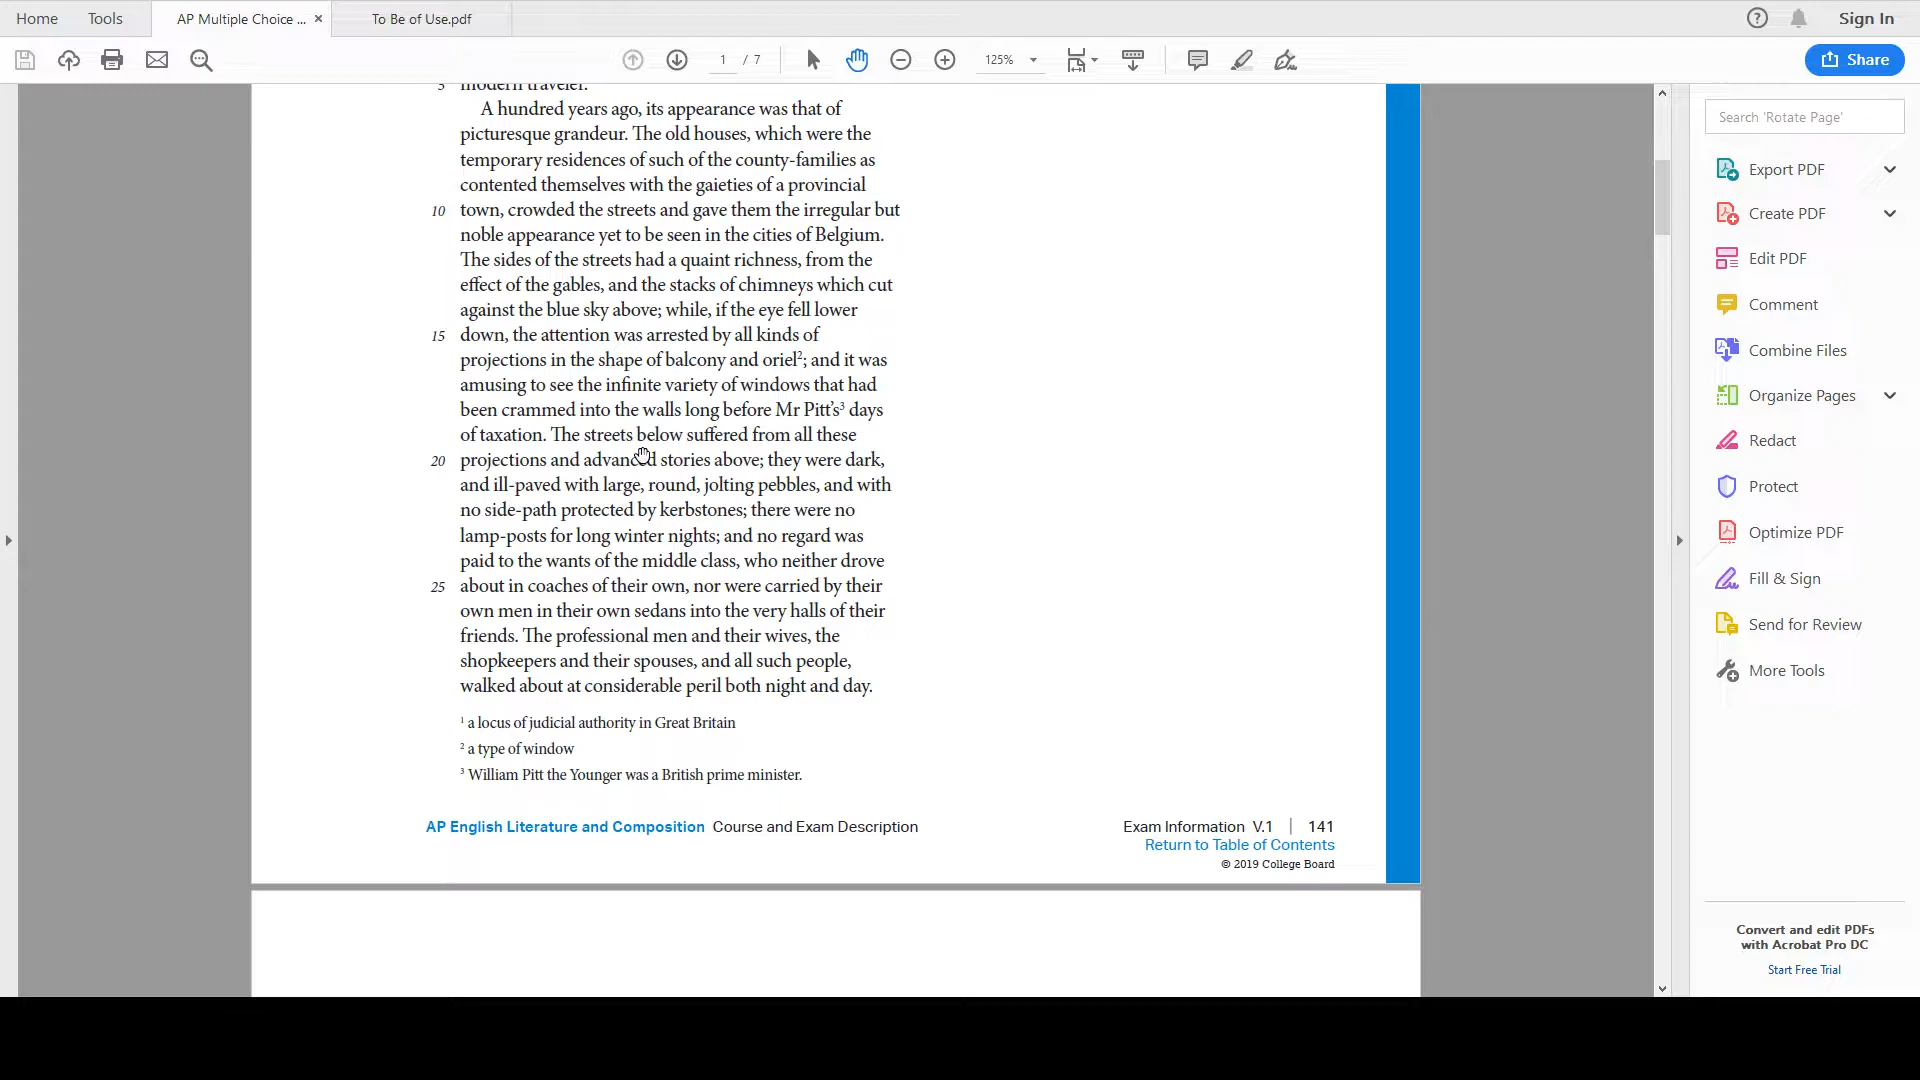 Home Tools AP Multiple Choice ... × To Be of Use.pdf Sign In
1 / 7 125% Share
5 modern traveler.
A hundred years ago, its appearance was that of
picturesque grandeur. The old houses, which were the
temporary residences of such of the county-families as
contented themselves with the gaieties of a provincial
10 town, crowded the streets and gave them the irregular but
noble appearance yet to be seen in the cities of Belgium.
The sides of the streets had a quaint richness, from the
effect of the gables, and the stacks of chimneys which cut
against the blue sky above; while, if the eye fell lower
15 down, the attention was arrested by all kinds of
projections in the shape of balcony and oriel2; and it was
amusing to see the infinite variety of windows that had
been crammed into the walls long before Mr Pitt's3 days
of taxation. The streets below suffered from all these
20 projections and advanced stories above; they were dark,
and ill-paved with large, round, jolting pebbles, and with
no side-path protected by kerbstones; there were no
lamp-posts for long winter nights; and no regard was
paid to the wants of the middle class, who neither drove
25 about in coaches of their own, nor were carried by their
own men in their own sedans into the very halls of their
friends. The professional men and their wives, the
shopkeepers and their spouses, and all such people,
walked about at considerable peril both night and day.
1 a locus of judicial authority in Great Britain
2 a type of window
3 William Pitt the Younger was a British prime minister.
AP English Literature and Composition Course and Exam Description
Exam Information V.1 | 141
Return to Table of Contents
© 2019 College Board
Search 'Rotate Page'
Export PDF
Create PDF
Edit PDF
Comment
Combine Files
Organize Pages
Redact
Protect
Optimize PDF
Fill & Sign
Send for Review
More Tools
Convert and edit PDFs
with Acrobat Pro DC
Start Free Trial